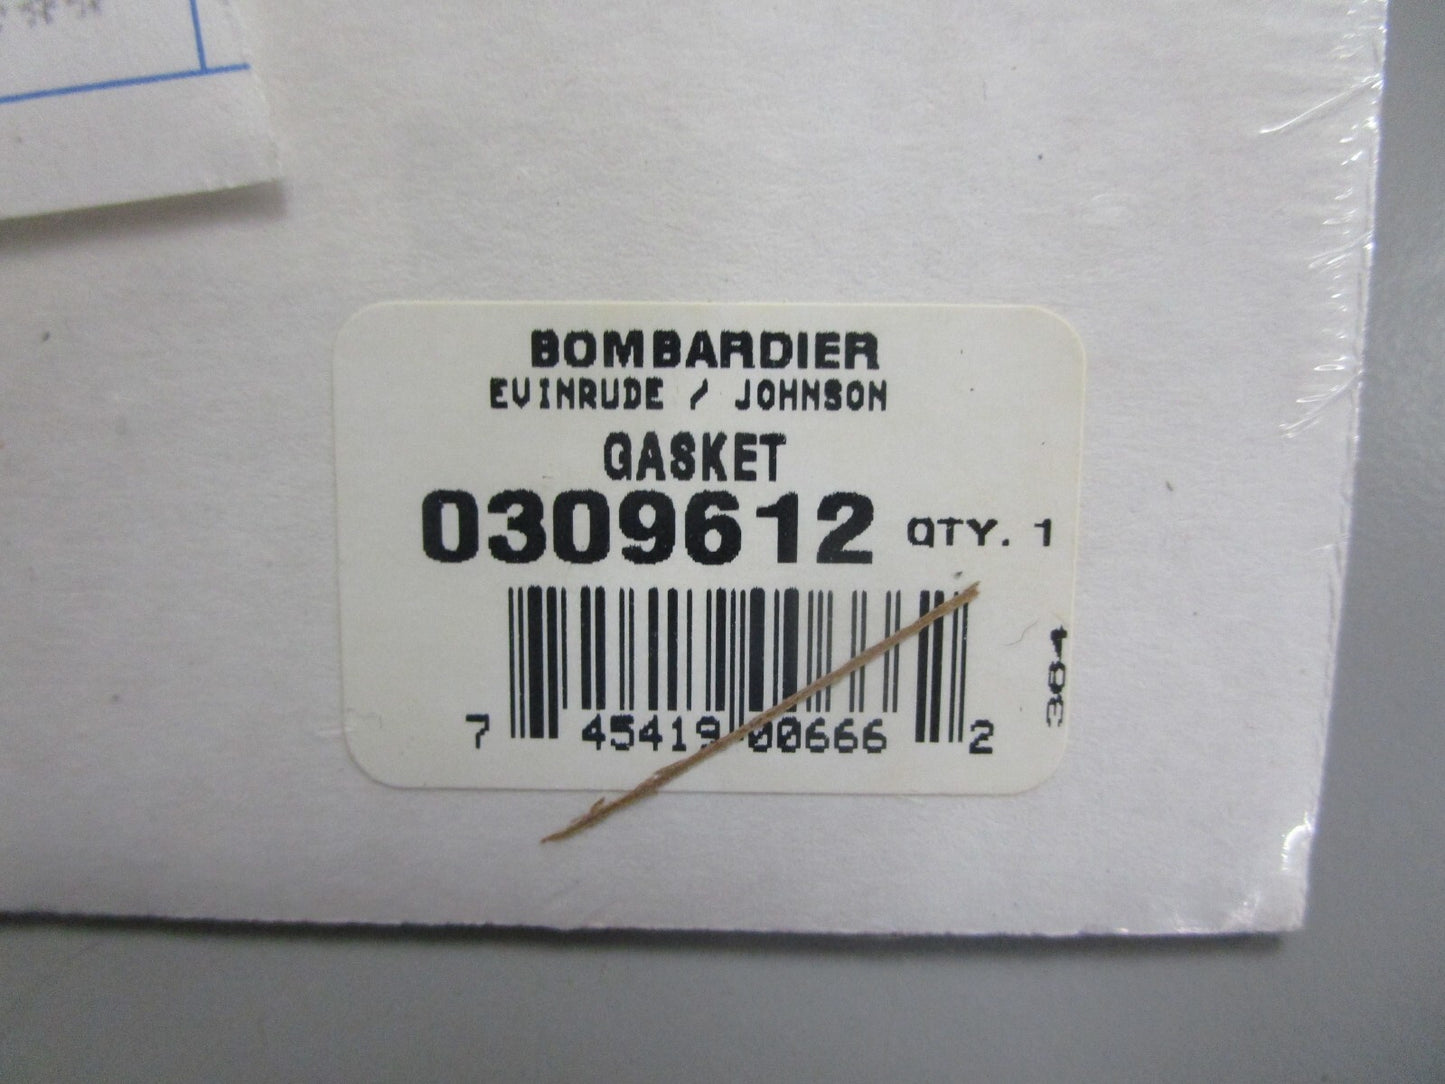 BOMBARDIER
EVINRUDE / JOHNSON
GASKET
0309612 QTY. 1
7 45419 00666 2
384